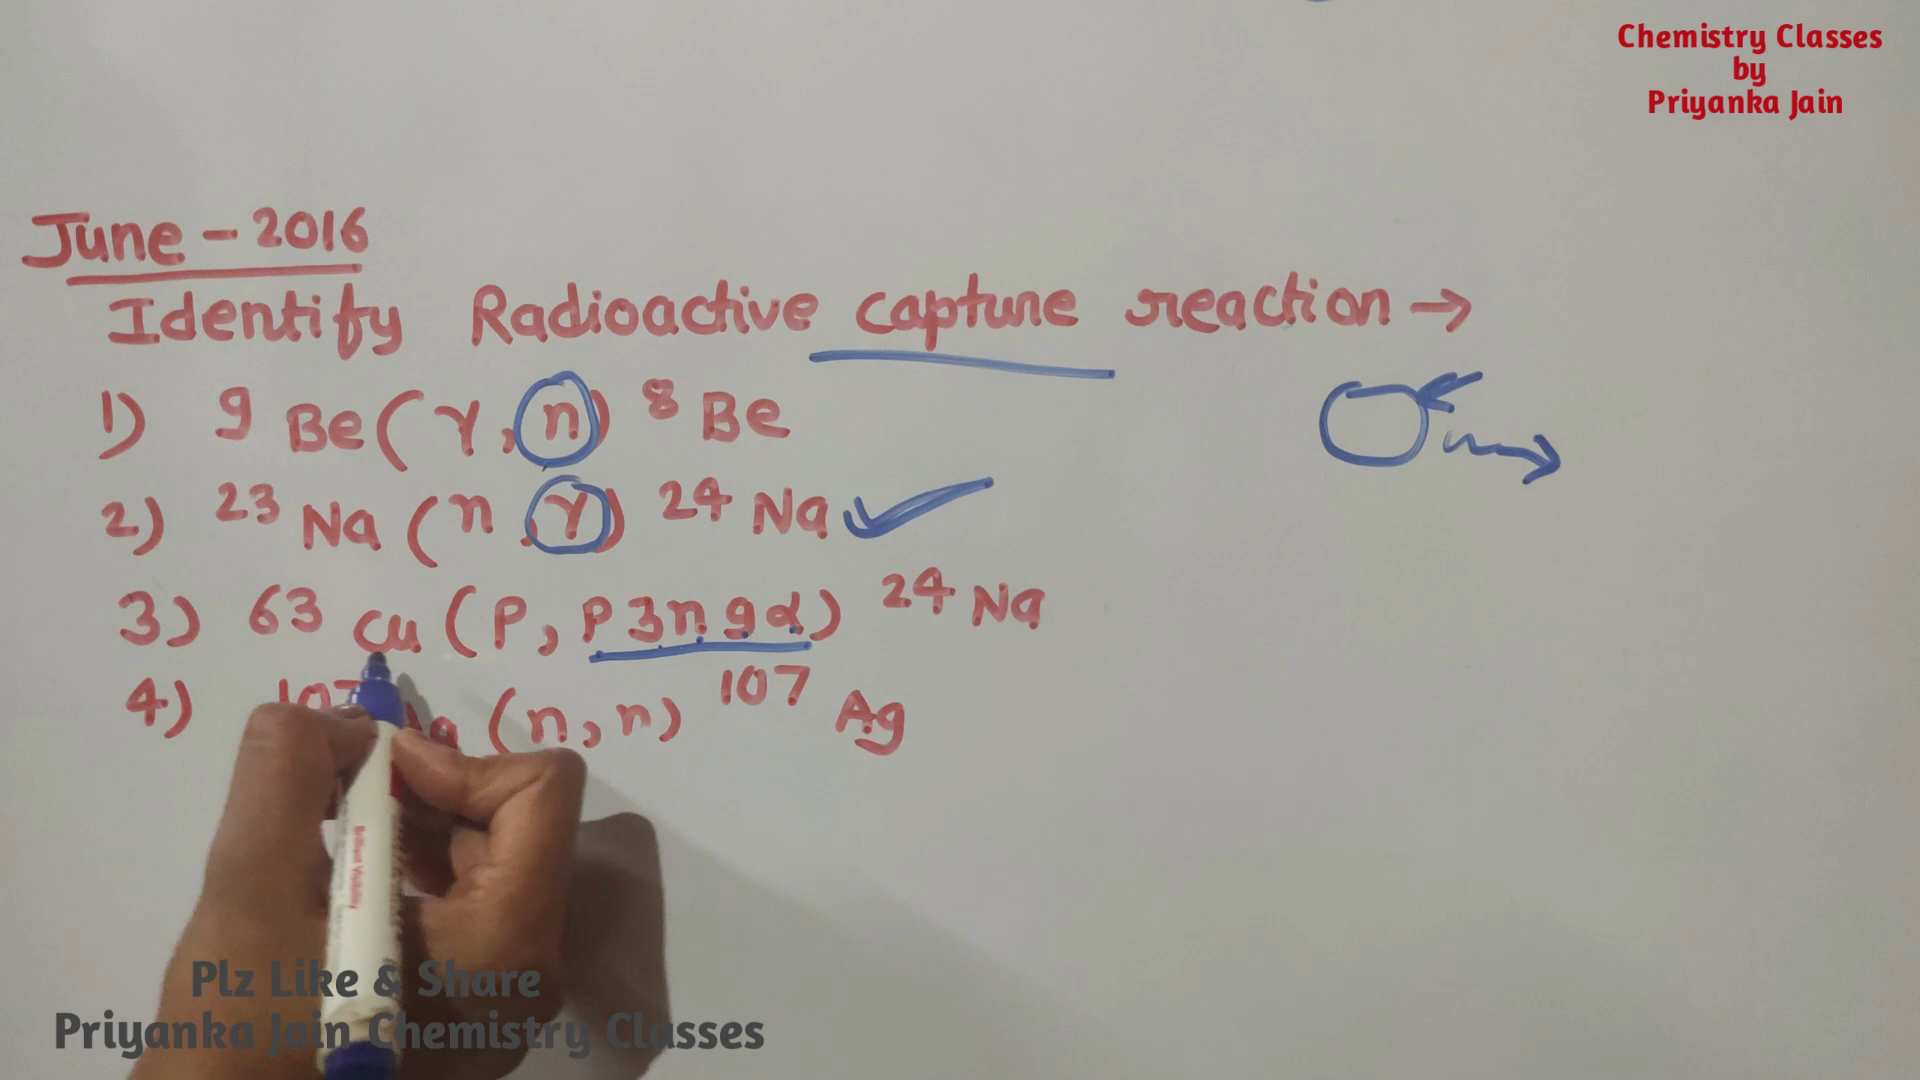 Chemistry Classes
by
Priyanka Jain
June - 2016
Identify Radioactive capture reaction →
1) 9 Be (γ, n) 8 Be
2) 23 Na (n, γ) 24 Na ✓
3) 63 Cu (P, P 3n 9α) 24 Na
4) 107 Ag (n, n) 107 Ag
Plz Like & Share
Priyanka Jain Chemistry Classes